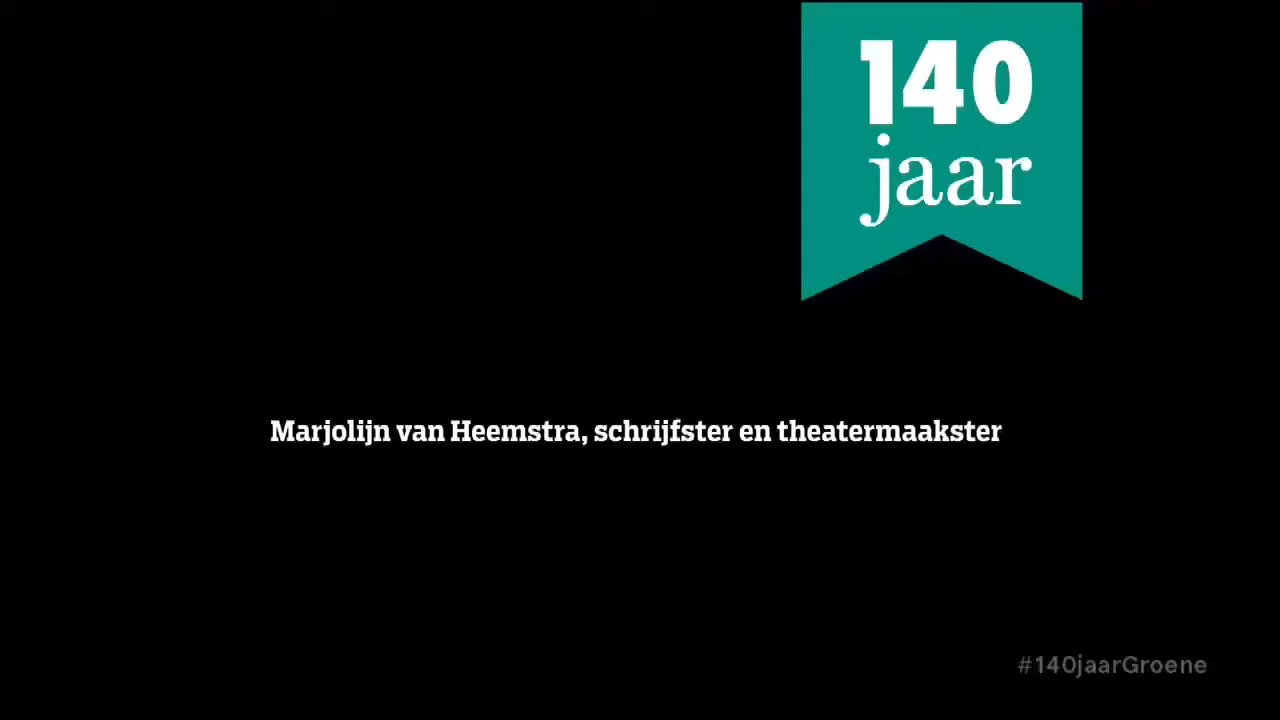 140
jaar
Marjolijn van Heemstra, schrijfster en theatermaakster
#140jaarGroene